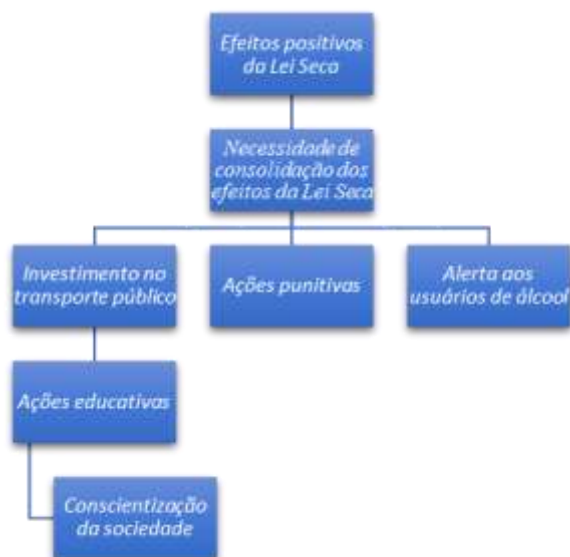 Efeitos positivos
da Lei Seca
Necessidade de
consolidação dos
efeitos da Lei Seca
Investimento no
transporte público
Ações punitivas
Alerta aos
usuários de álcool
Ações educativas
Conscientização
da sociedade